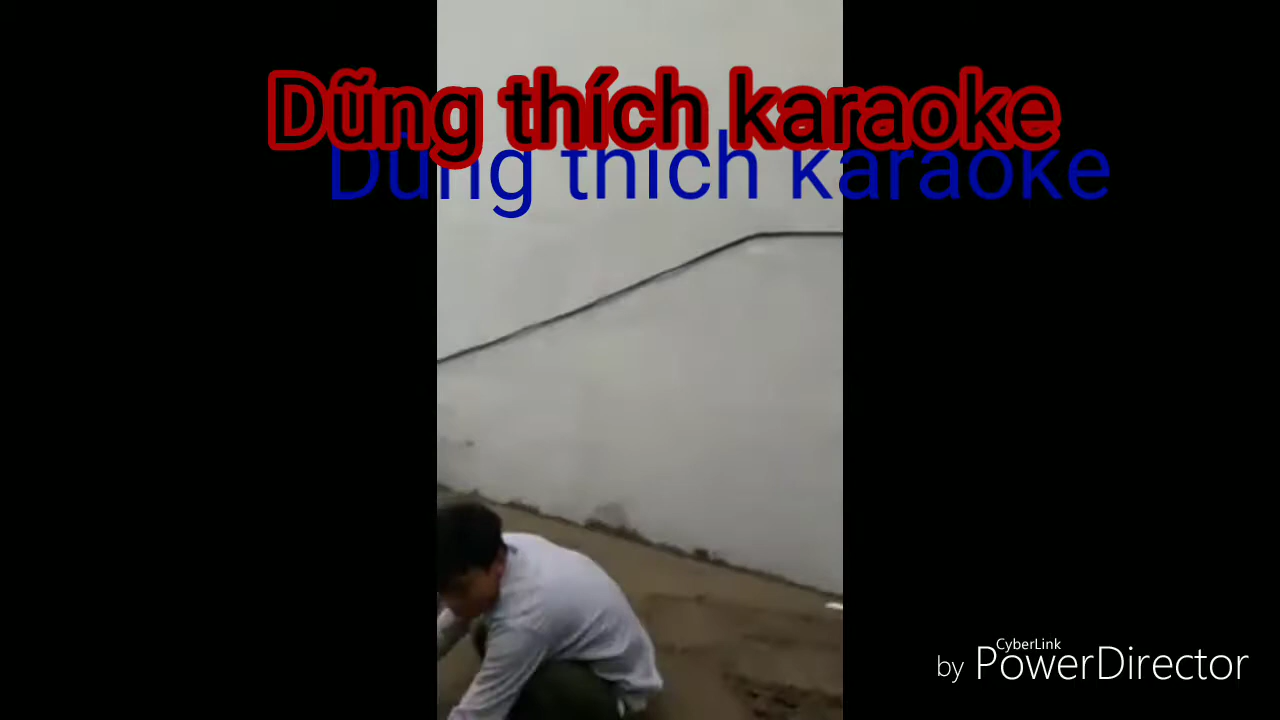 Dũng thích karaoke
Dũng thích karaoke
CyberLink
by PowerDirector